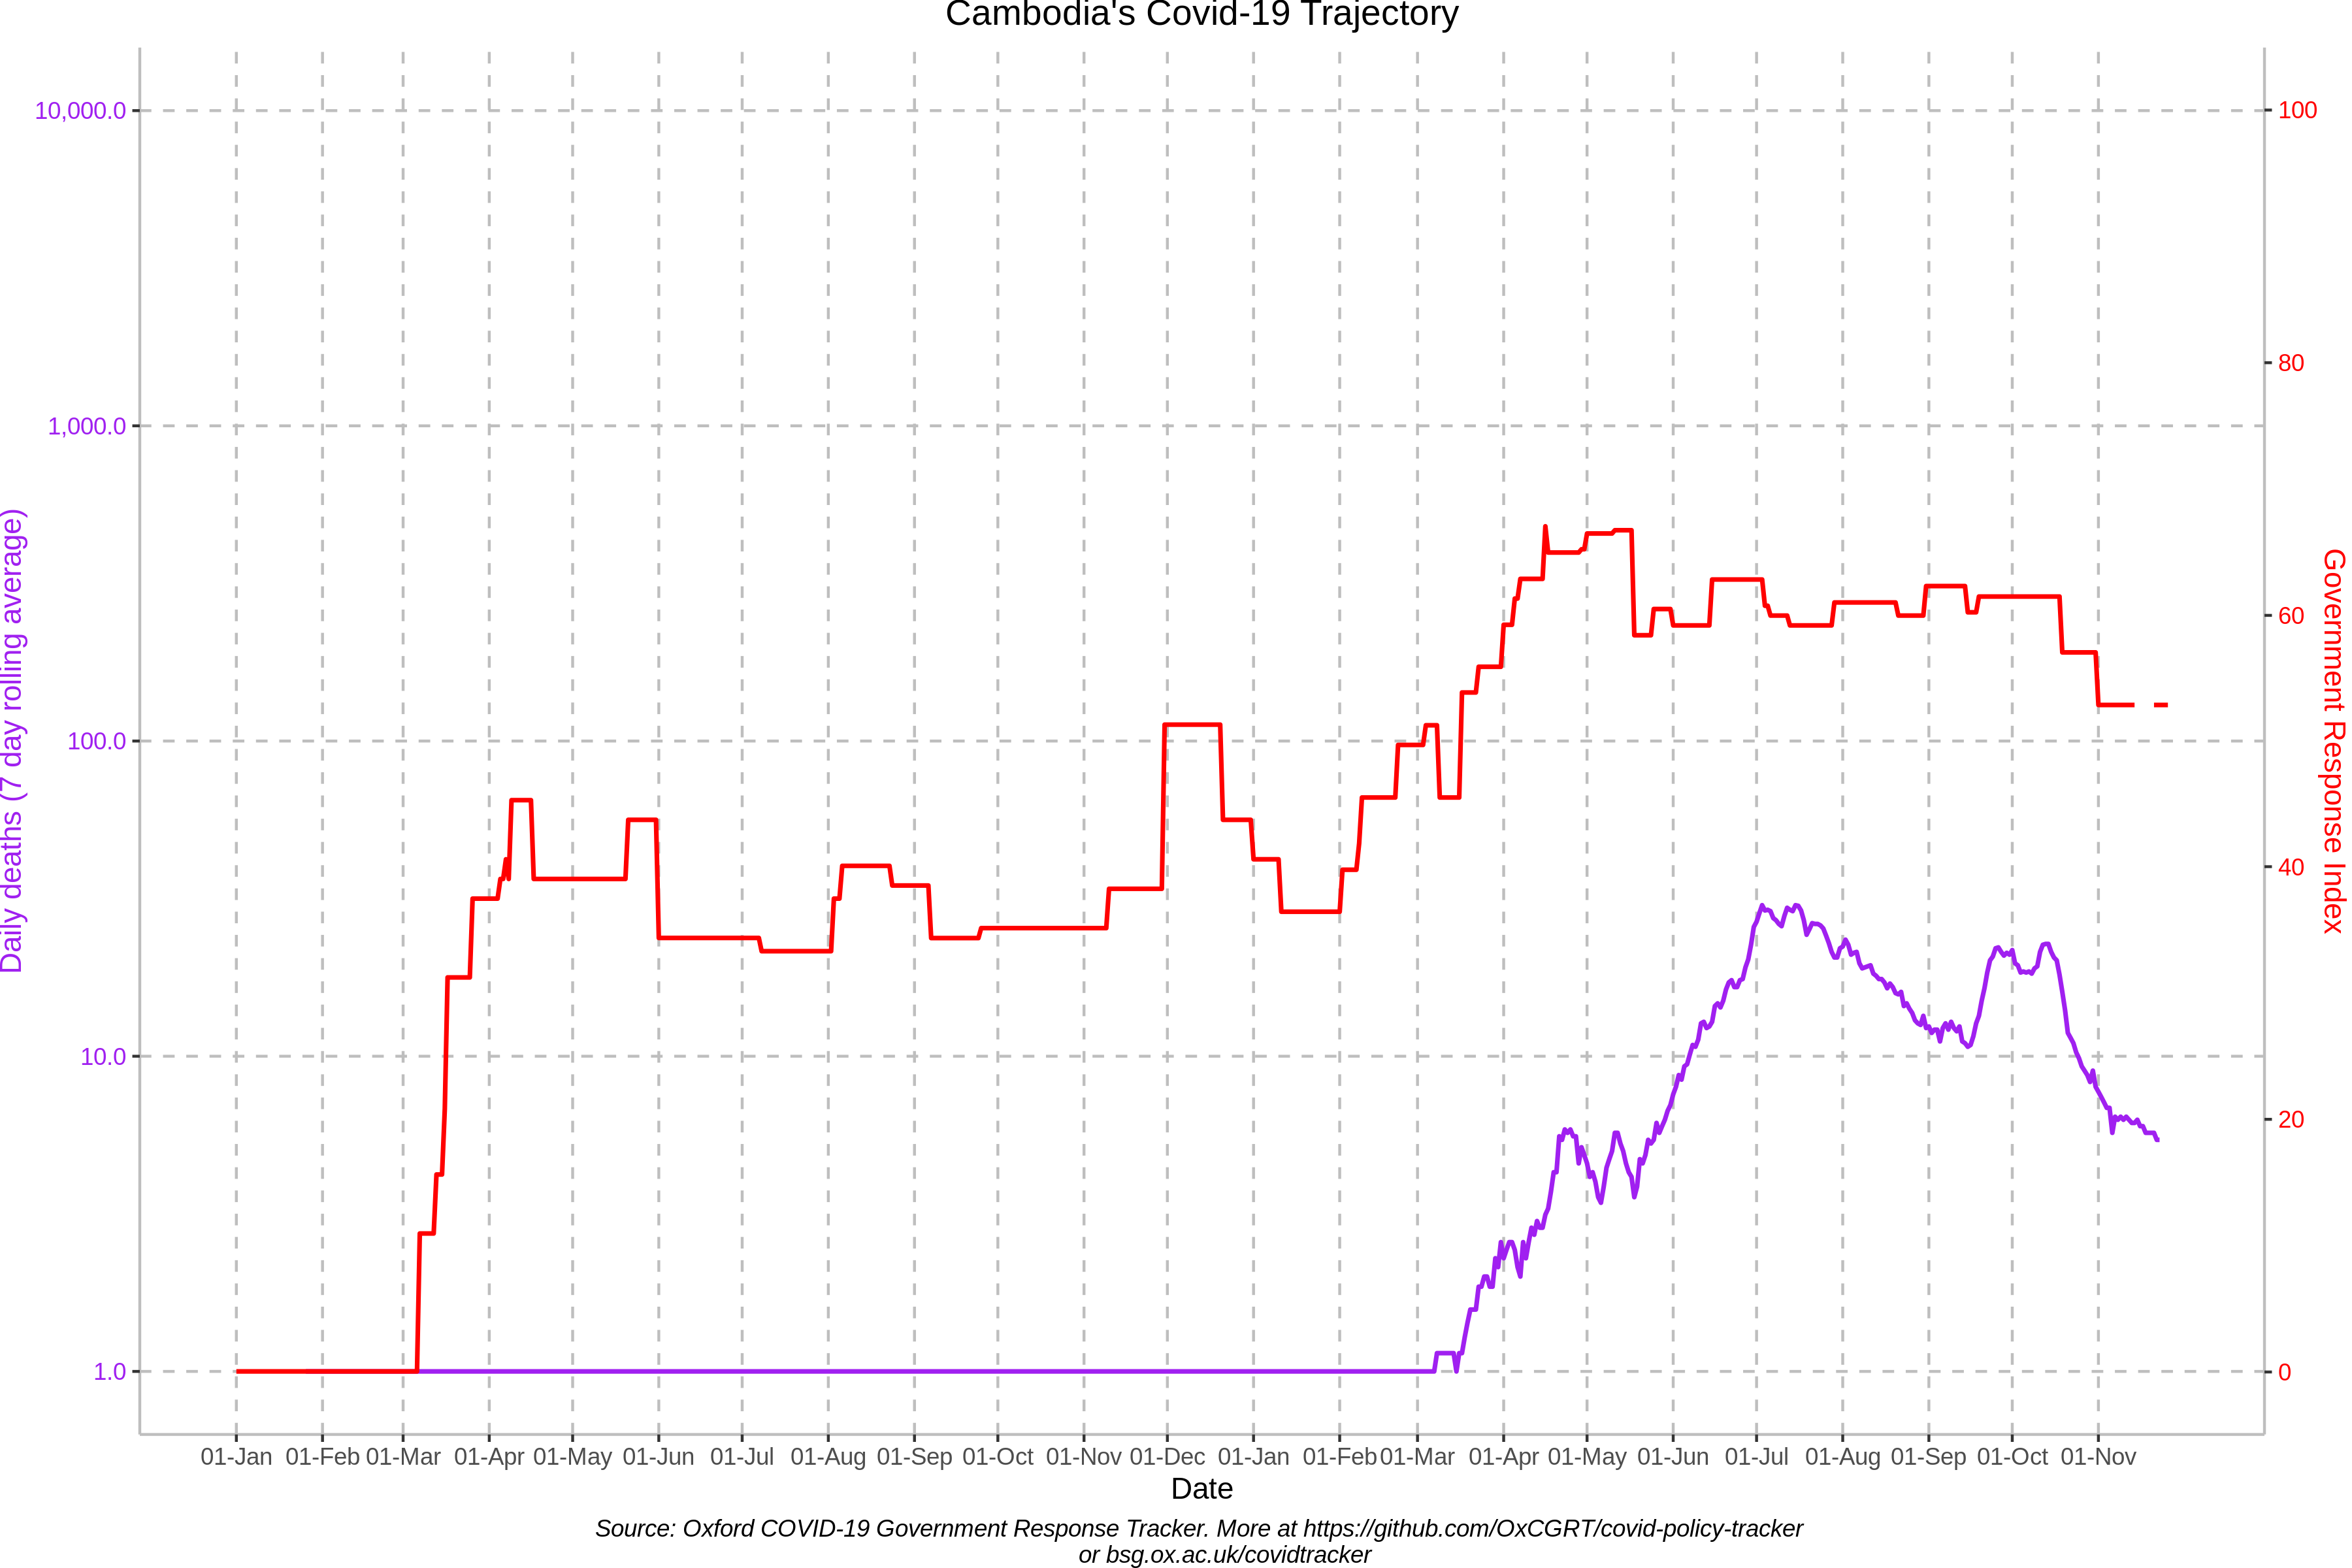 Cambodia's Covid-19 Trajectory
10,000.0
1,000.0
100.0
10.0
1.0
Daily deaths (7 day rolling average)
100
80
60
40
20
0
Government Response Index
01-Jan 01-Feb 01-Mar 01-Apr 01-May 01-Jun 01-Jul 01-Aug 01-Sep 01-Oct 01-Nov 01-Dec 01-Jan 01-Feb 01-Mar 01-Apr 01-May 01-Jun 01-Jul 01-Aug 01-Sep 01-Oct 01-Nov
Date
Source: Oxford COVID-19 Government Response Tracker. More at https://github.com/OxCGRT/covid-policy-tracker
or bsg.ox.ac.uk/covidtracker